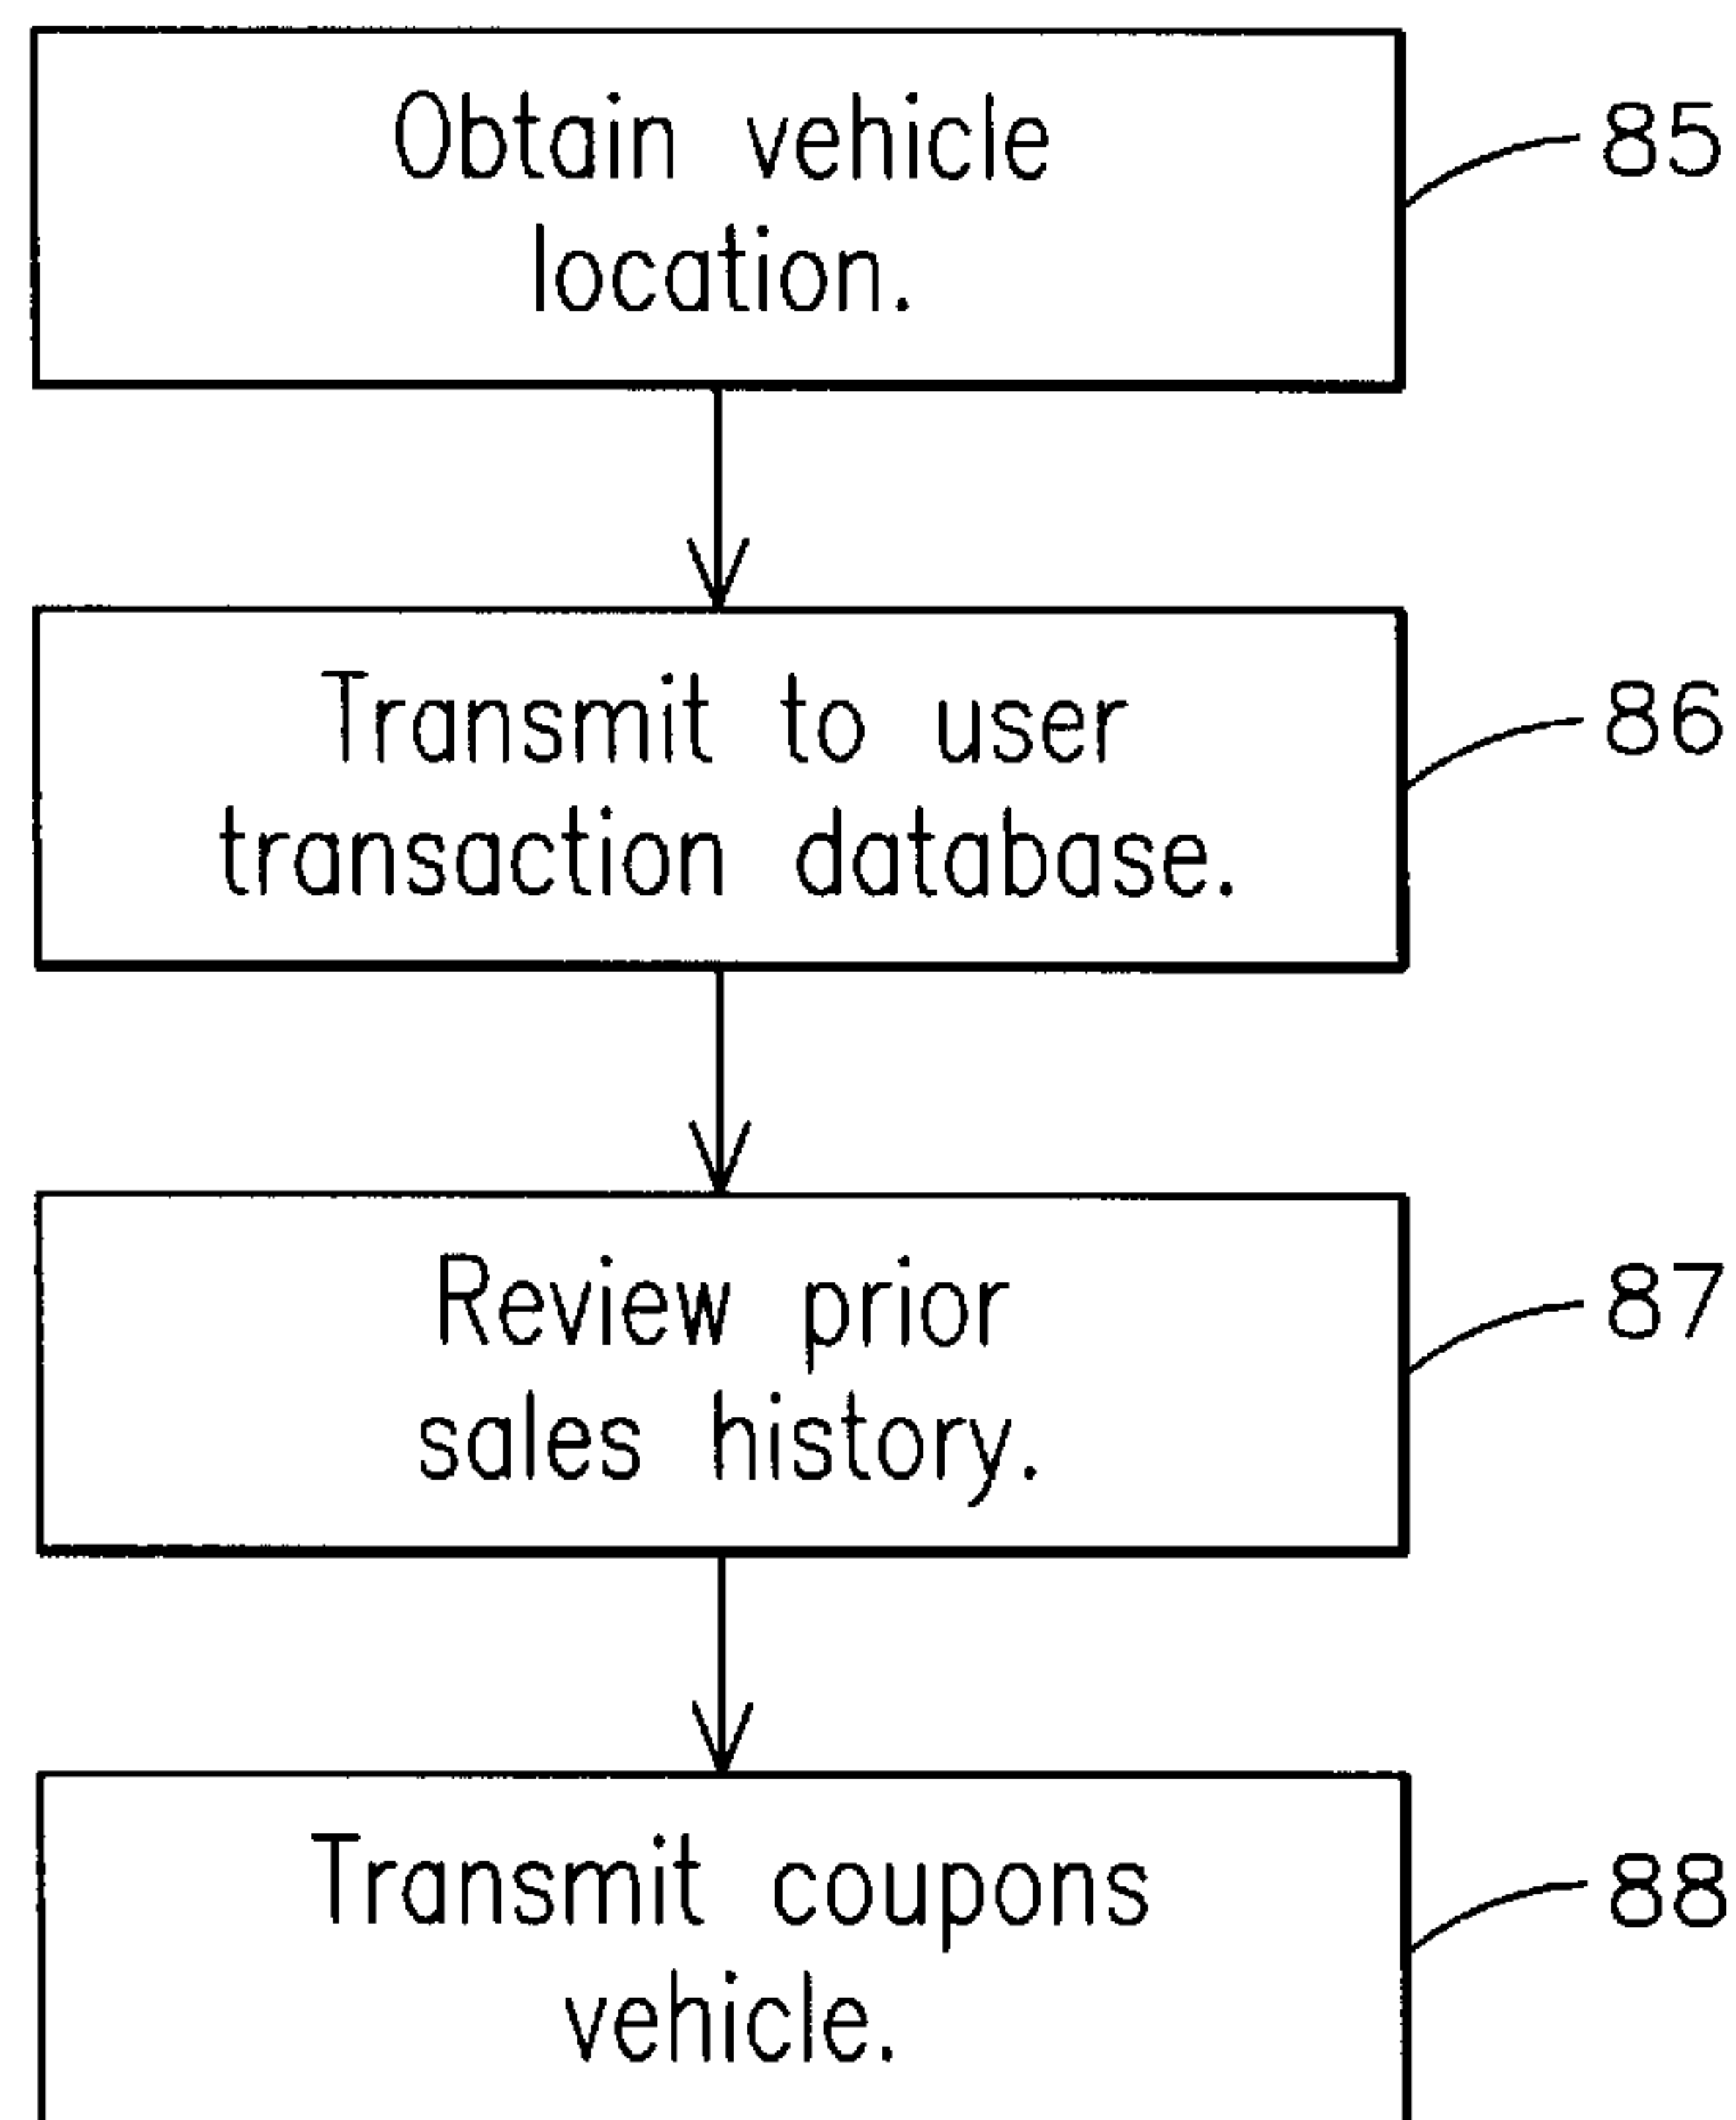 Obtain vehicle
location.
85
Transmit to user
transaction database.
86
Review prior
sales history.
87
Transmit coupons
vehicle.
88